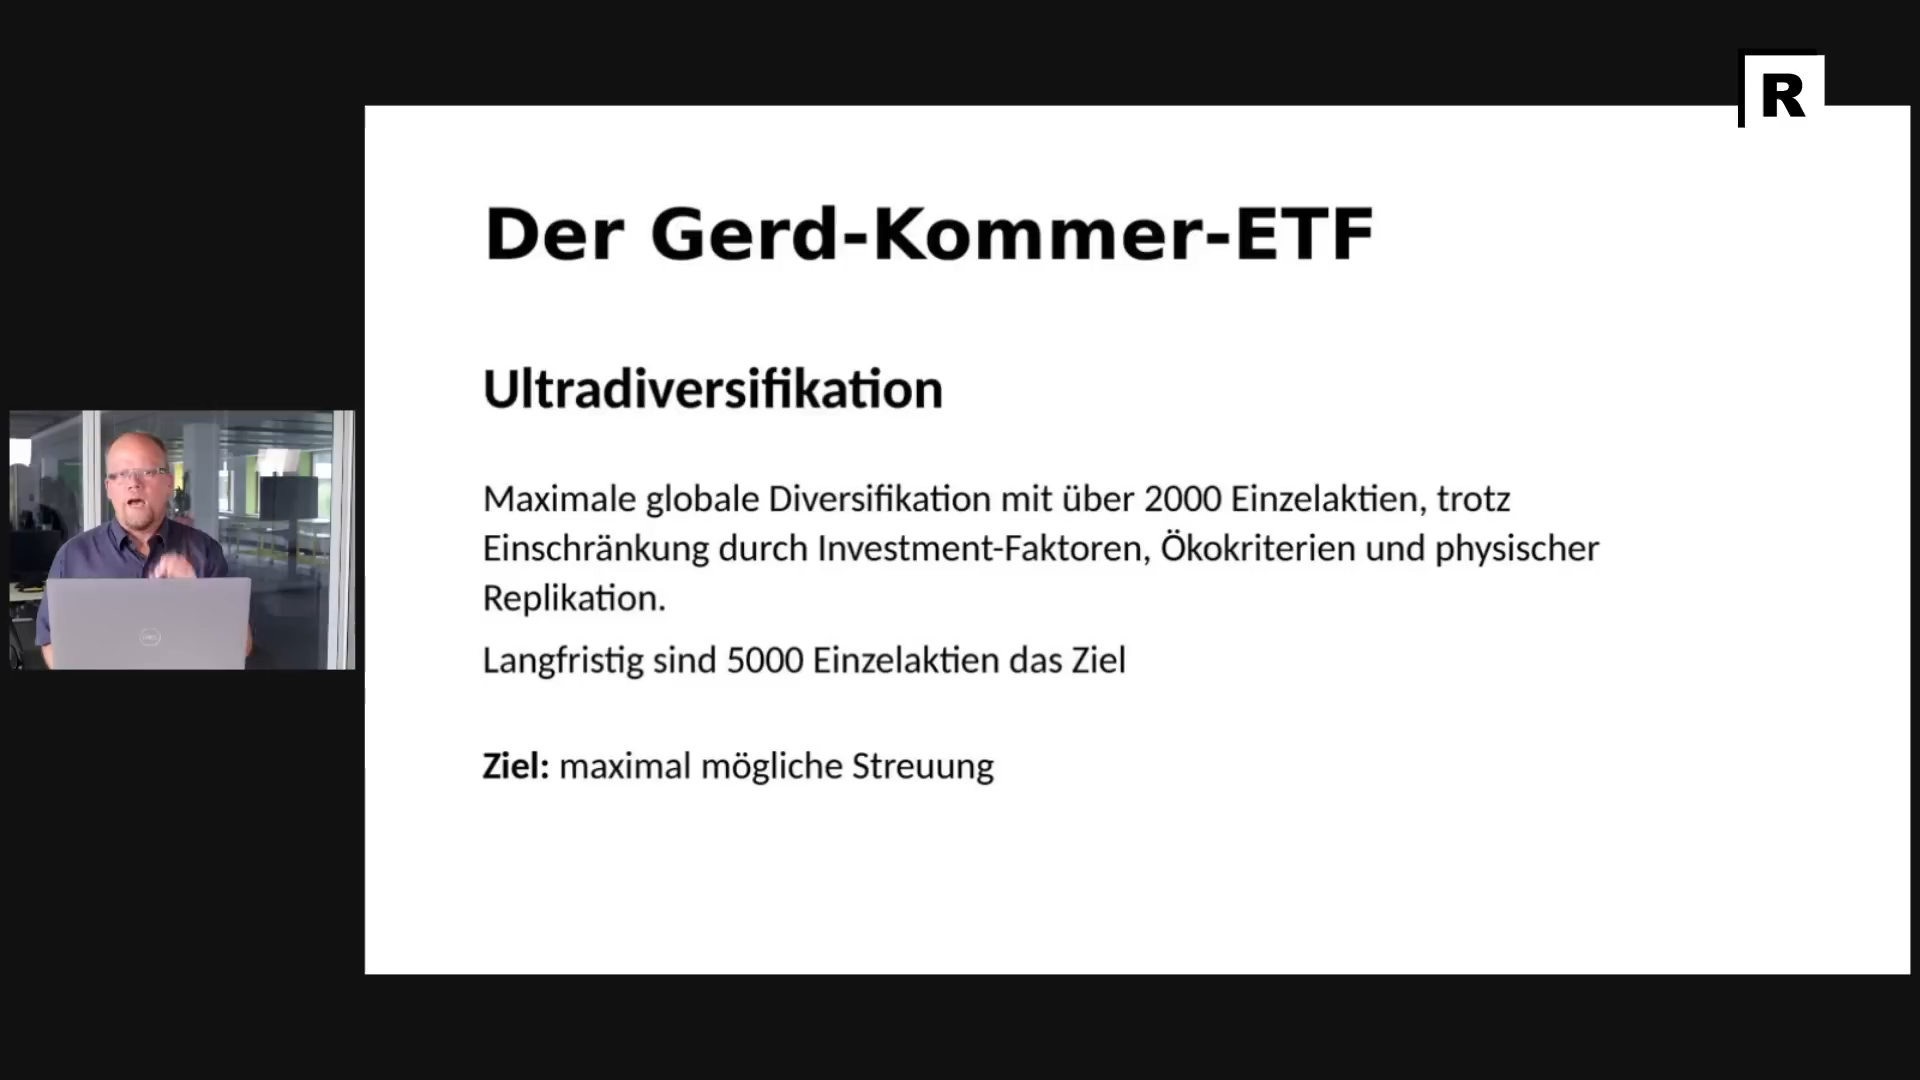 R
Der Gerd-Kommer-ETF
Ultradiversifikation
Maximale globale Diversifikation mit über 2000 Einzelaktien, trotz
Einschränkung durch Investment-Faktoren, Ökokriterien und physischer
Replikation.
Langfristig sind 5000 Einzelaktien das Ziel
Ziel: maximal mögliche Streuung